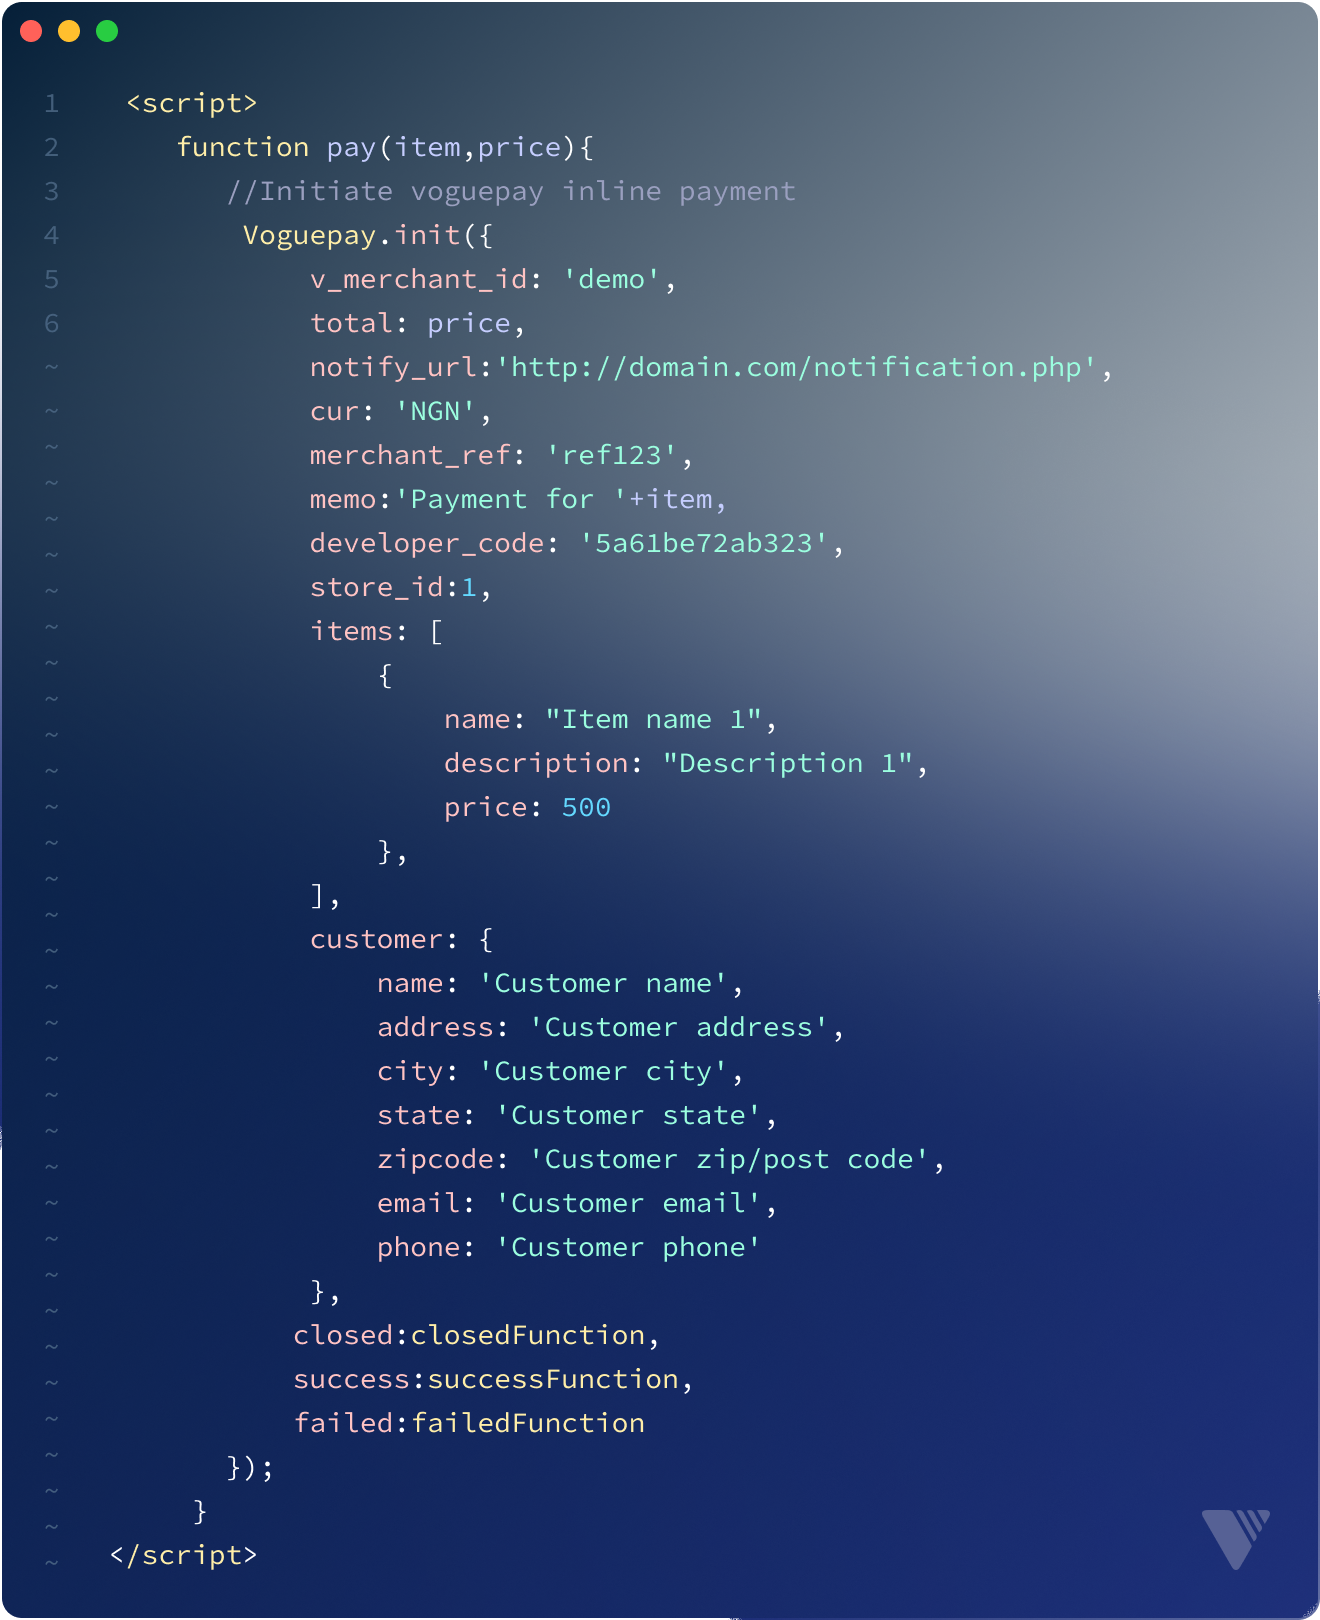 1 <script>
2 function pay(item,price){
3 //Initiate voguepay inline payment
4 Voguepay.init({
5 v_merchant_id: 'demo',
6 total: price,
~ notify_url:'http://domain.com/notification.php',
~ cur: 'NGN',
~ merchant_ref: 'ref123',
~ memo:'Payment for '+item,
~ developer_code: '5a61be72ab323',
~ store_id:1,
~ items: [
~ {
~ name: "Item name 1",
~ description: "Description 1",
~ price: 500
~ },
~ ],
~ customer: {
~ name: 'Customer name',
~ address: 'Customer address',
~ city: 'Customer city',
~ state: 'Customer state',
~ zipcode: 'Customer zip/post code',
~ email: 'Customer email',
~ phone: 'Customer phone'
~ },
~ closed:closedFunction,
~ success:successFunction,
~ failed:failedFunction
~ });
~ }
~ </script>